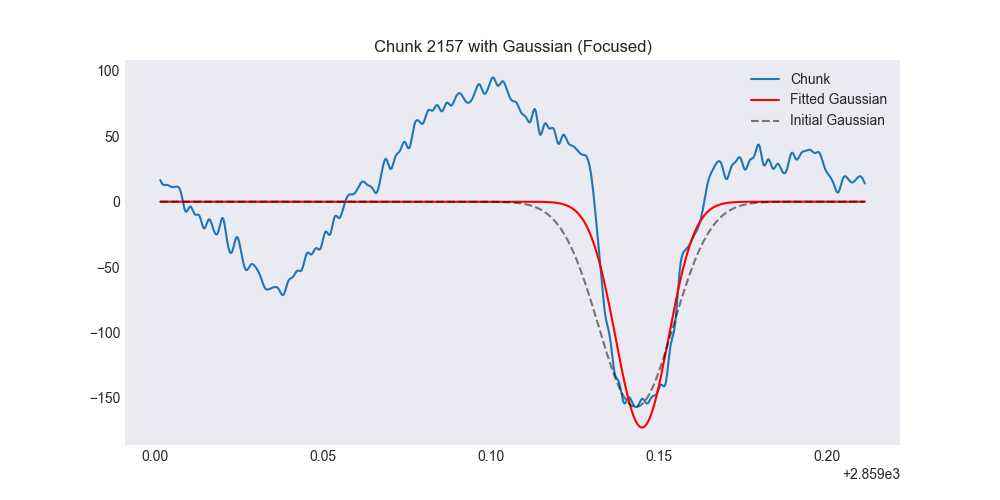 Chunk 2157 with Gaussian (Focused)
100
50
0
−50
−100
−150
Chunk
Fitted Gaussian
Initial Gaussian
0.00 0.05 0.10 0.15 0.20
+2.859e3